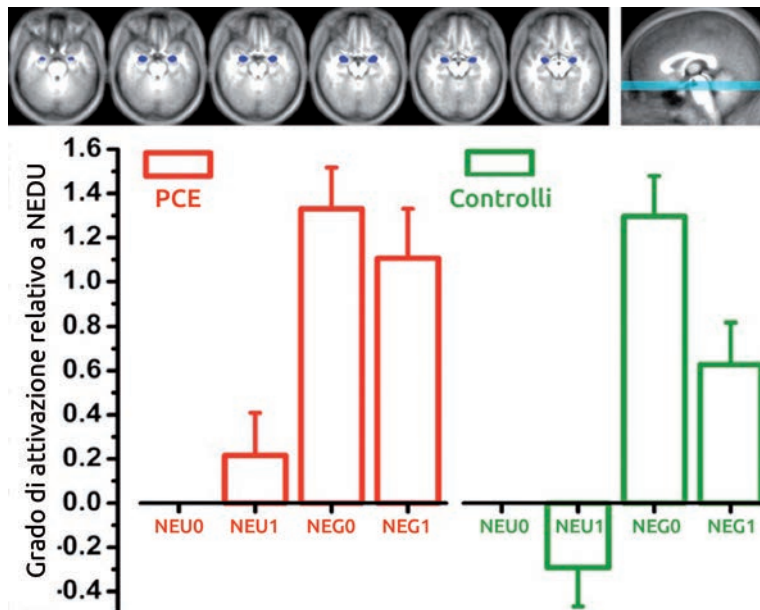 Grado di attivazione relativo a NEDU
1.6
1.4
1.2
1.0
0.8
0.6
0.4
0.2
0.0
-0.2
-0.4
PCE
Controlli
NEU0 NEU1 NEG0 NEG1
NEU0 NEU1 NEG0 NEG1